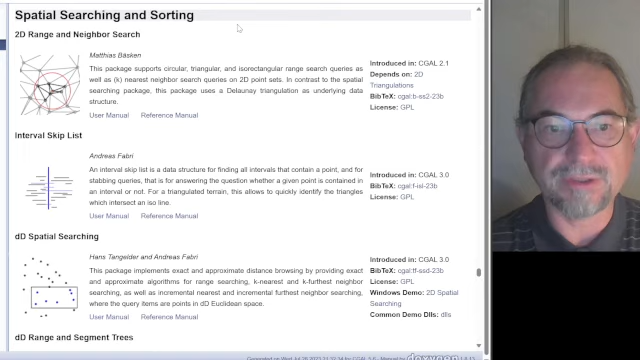 Spatial Searching and Sorting
2D Range and Neighbor Search
Matthias Bäsken
This package supports circular, triangular, and isorectangular range search queries as
well as (k) nearest neighbor search queries on 2D point sets. In contrast to the spatial
searching package, this package uses a Delaunay triangulation as underlying data
structure.
User Manual Reference Manual
Introduced in: CGAL 2.1
Depends on: 2D
Triangulations
BibTeX: cgal:b-ss2-23b
License: GPL
Interval Skip List
Andreas Fabri
An interval skip list is a data structure for finding all intervals that contain a point, and for
stabbing queries, that is for answering the question whether a given point is contained in
an interval or not. For a triangulated terrain, this allows to quickly identify the triangles
which intersect an iso line.
User Manual Reference Manual
Introduced in: CGAL 3.0
BibTeX: cgal:f-isl-23b
License: GPL
dD Spatial Searching
Hans Tangelder and Andreas Fabri
This package implements exact and approximate distance browsing by providing exact
and approximate algorithms for range searching, k-nearest and k-furthest neighbor
searching, as well as incremental nearest and incremental furthest neighbor searching,
where the query items are points in dD Euclidean space.
User Manual Reference Manual
Introduced in: CGAL 3.0
BibTeX: cgal:tf-ssd-23b
License: GPL
Windows Demo: 2D Spatial
Searching
Common Demo Dlls: dlls
dD Range and Segment Trees